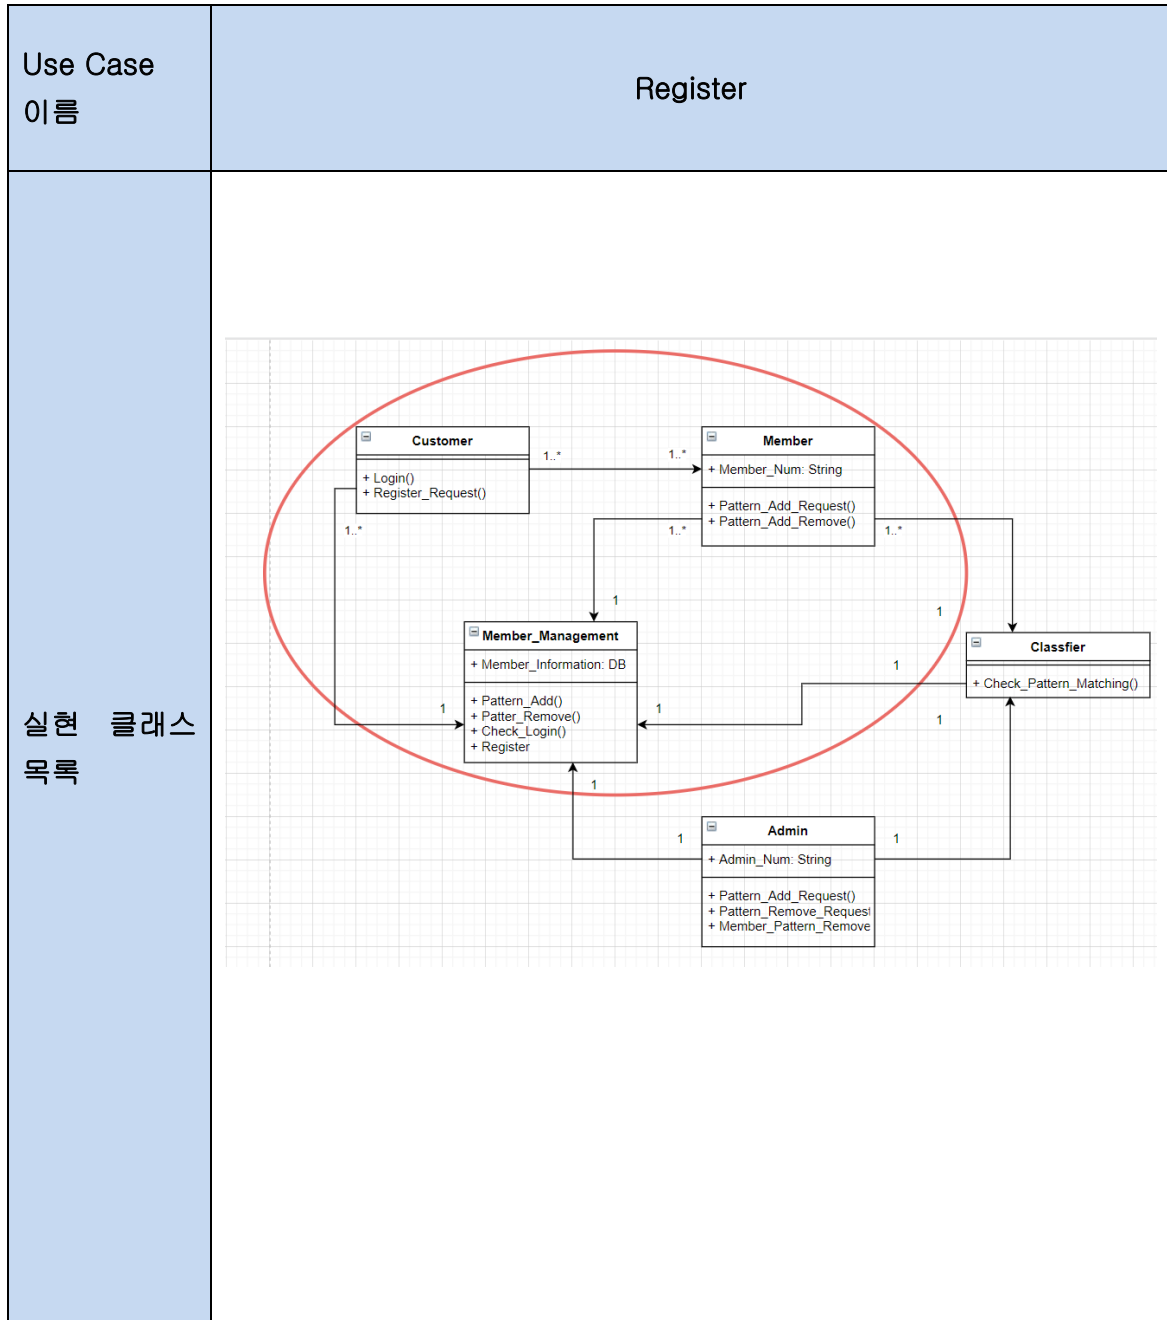 Use Case
이름
Register
실현 클래스
목록
Customer
+ Login()
+ Register_Request()
1..*
1..*
1..*
Member
+ Member_Num: String
+ Pattern_Add_Request()
+ Pattern_Add_Remove()
1..*
1..*
1
1
Member_Management
+ Member_Information: DB
+ Pattern_Add()
+ Patter_Remove()
+ Check_Login()
+ Register
1
1
1
Classfier
+ Check_Pattern_Matching()
1
1
1
1
Admin
+ Admin_Num: String
+ Pattern_Add_Request()
+ Pattern_Remove_Request
+ Member_Pattern_Remove